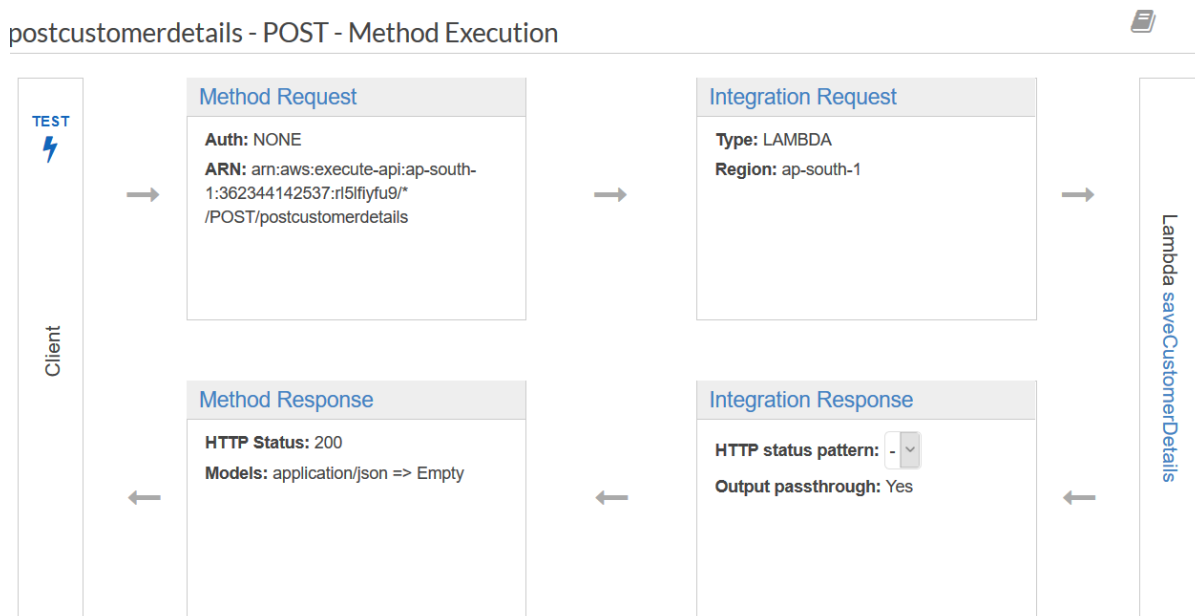 postcustomerdetails - POST - Method Execution
TEST
Client
Method Request
Auth: NONE
ARN: arn:aws:execute-api:ap-south-
1:362344142537:rl5lfiyfu9/*
/POST/postcustomerdetails
Integration Request
Type: LAMBDA
Region: ap-south-1
Lambda saveCustomerDetails
Method Response
HTTP Status: 200
Models: application/json => Empty
Integration Response
HTTP status pattern: -
Output passthrough: Yes